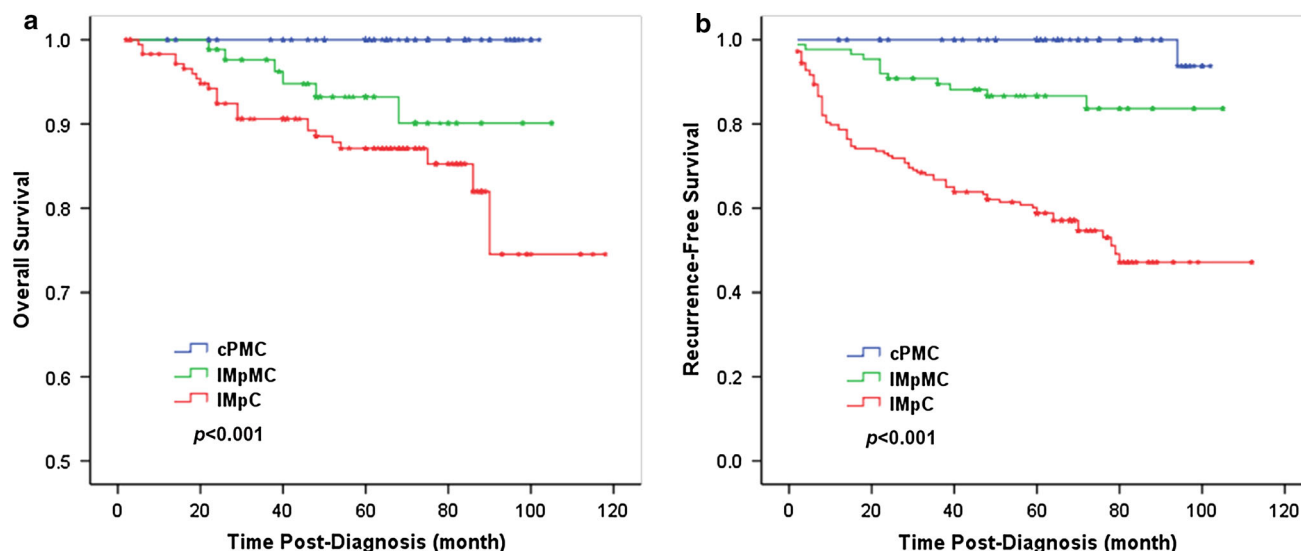 a
1.0
0.9
0.8
0.7
0.6
0.5
Overall Survival
cPMC
IMpMC
IMpC
p<0.001
0 20 40 60 80 100 120
Time Post-Diagnosis (month)
b
1.0
0.8
0.6
0.4
0.2
0.0
Recurrence-Free Survival
cPMC
IMpMC
IMpC
p<0.001
0 20 40 60 80 100 120
Time Post-Diagnosis (month)